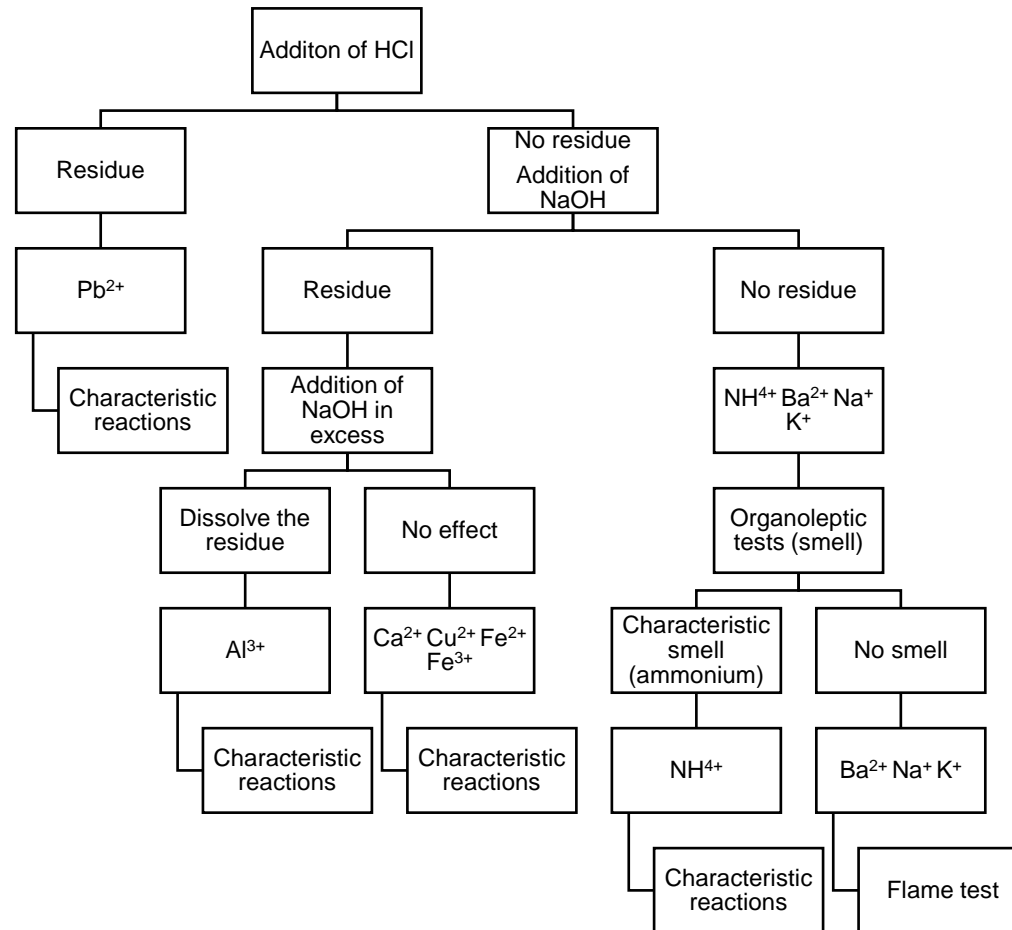 Additon of HCl
Residue
No residue
Addition of
NaOH
Pb²⁺
Residue
No residue
Characteristic
reactions
Addition of
NaOH in
excess
NH⁴⁺ Ba²⁺ Na⁺
K⁺
Dissolve the
residue
No effect
Organoleptic
tests (smell)
Al³⁺
Ca²⁺ Cu²⁺ Fe²⁺
Fe³⁺
Characteristic
smell
(ammonium)
No smell
Characteristic
reactions
Characteristic
reactions
NH⁴⁺
Ba²⁺ Na⁺ K⁺
Characteristic
reactions
Flame test